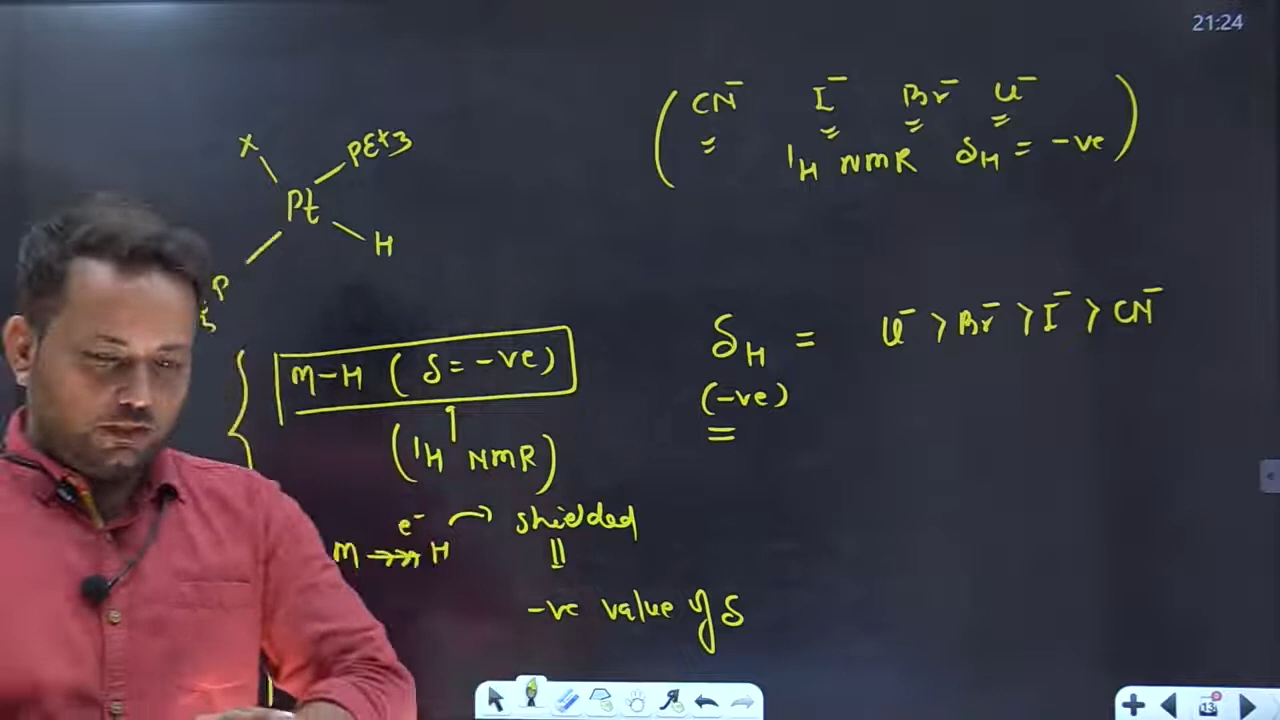 21:24
CN⁻ I⁻ Br⁻ Cl⁻
¹H NMR δH = -ve
X PEt3
Pt
H
P
δH = Cl⁻ > Br⁻ > I⁻ > CN⁻
(-ve)
M-H ( δ = -ve)
(¹H NMR)
e⁻ shielded
M H
-ve value of δ
13